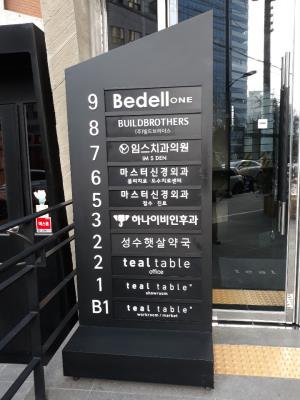 9 Bedell ONE
8 BUILDBROTHERS
(주)빌드브라더스
7 임스치과의원
IM S DEN
6 마스터신경외과
물리치료 도수치료센터
5 마스터신경외과
접수 · 진료
3 하나이비인후과
2 성수햇살약국
2 teal table
office
1 teal table
showroom
B1 teal table
workroom / market
teal